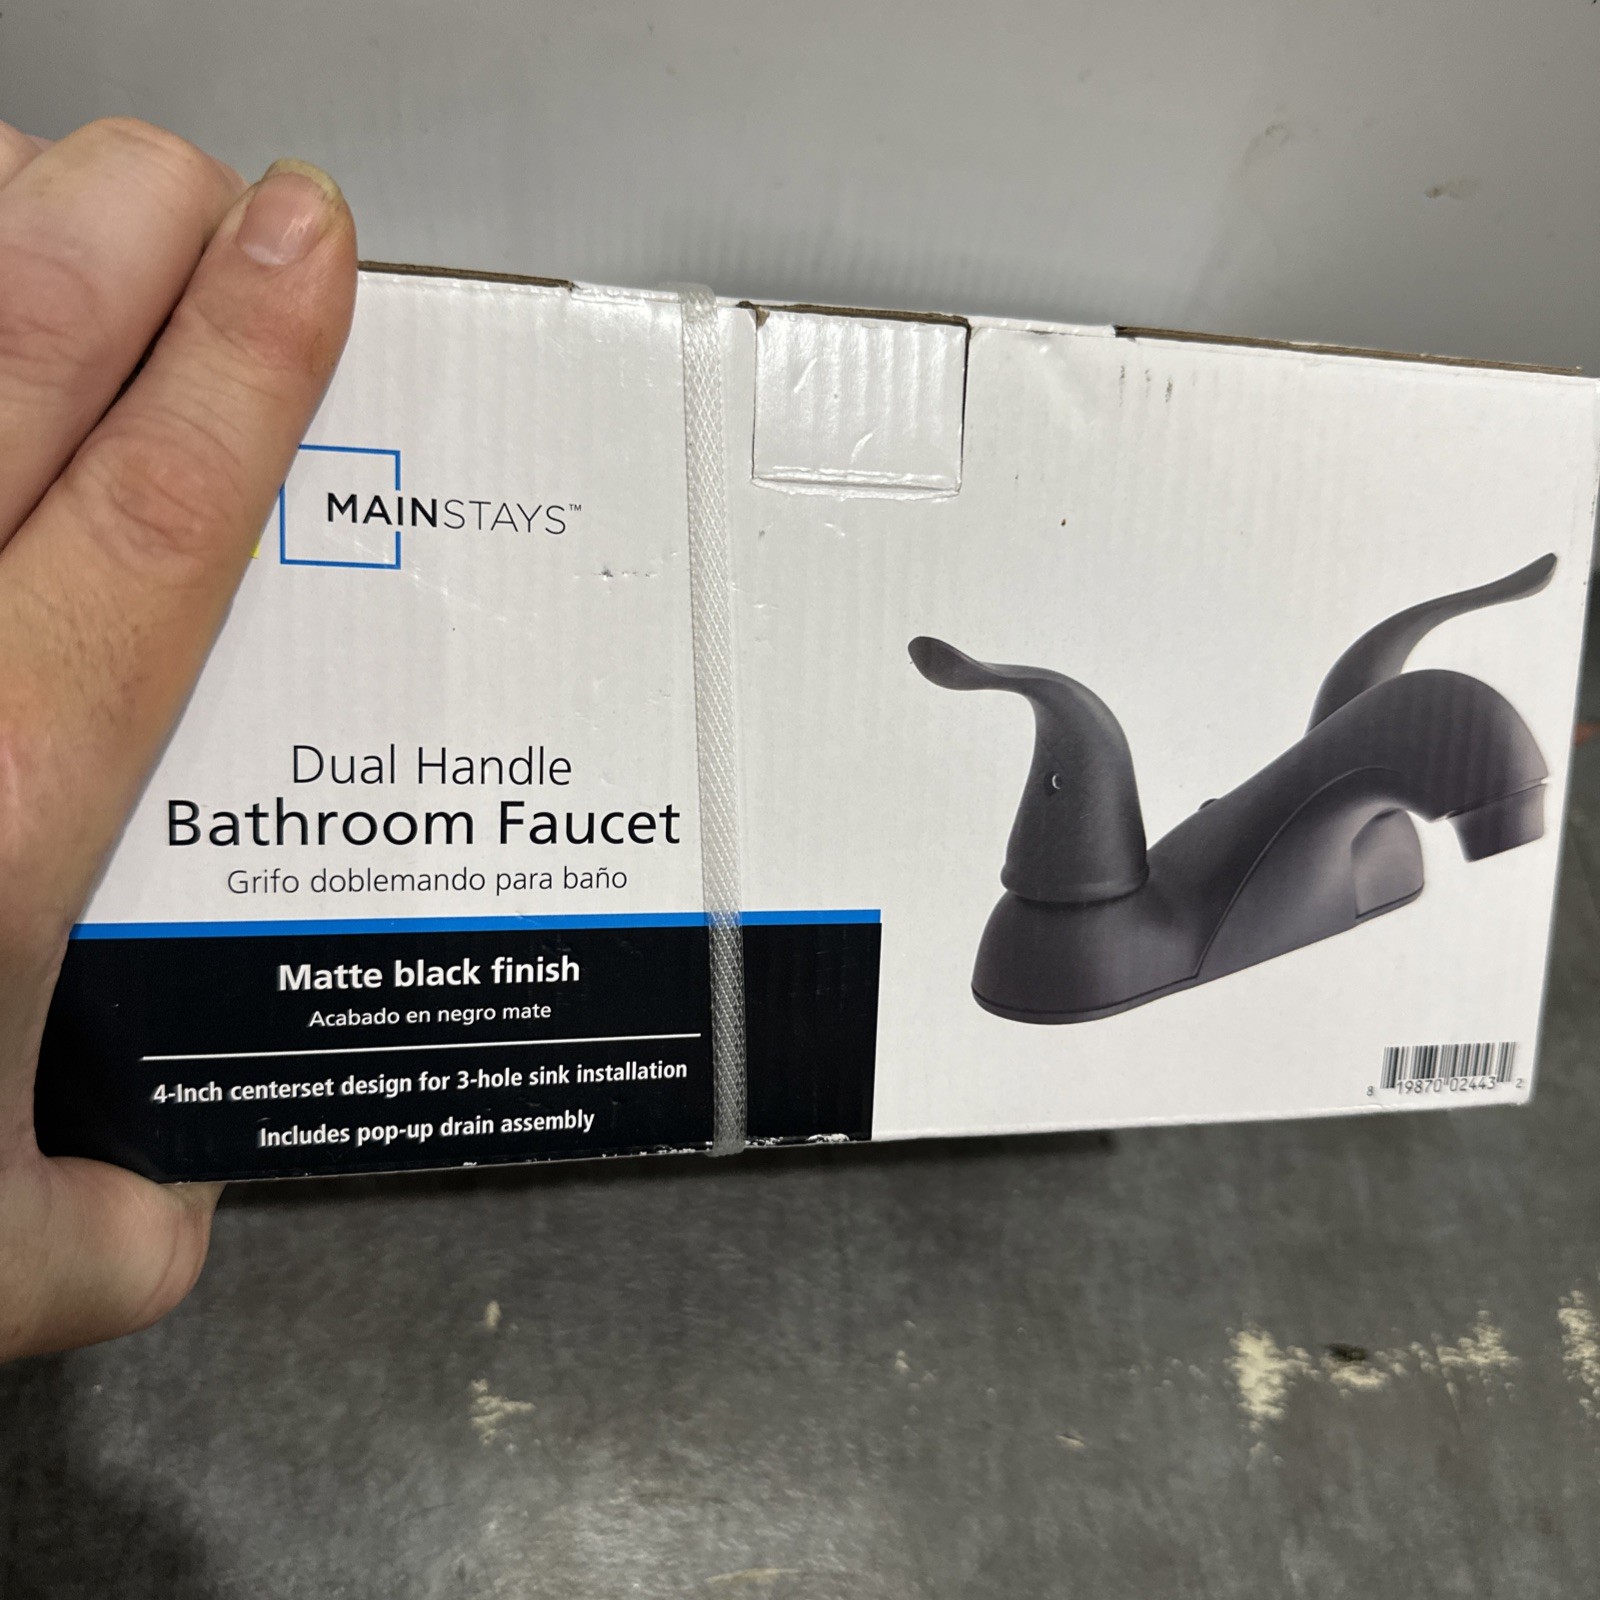 MAINSTAYS™
Dual Handle
Bathroom Faucet
Grifo doblemando para baño
Matte black finish
Acabado en negro mate
4-Inch centerset design for 3-hole sink installation
Includes pop-up drain assembly
8 19870 02443 2